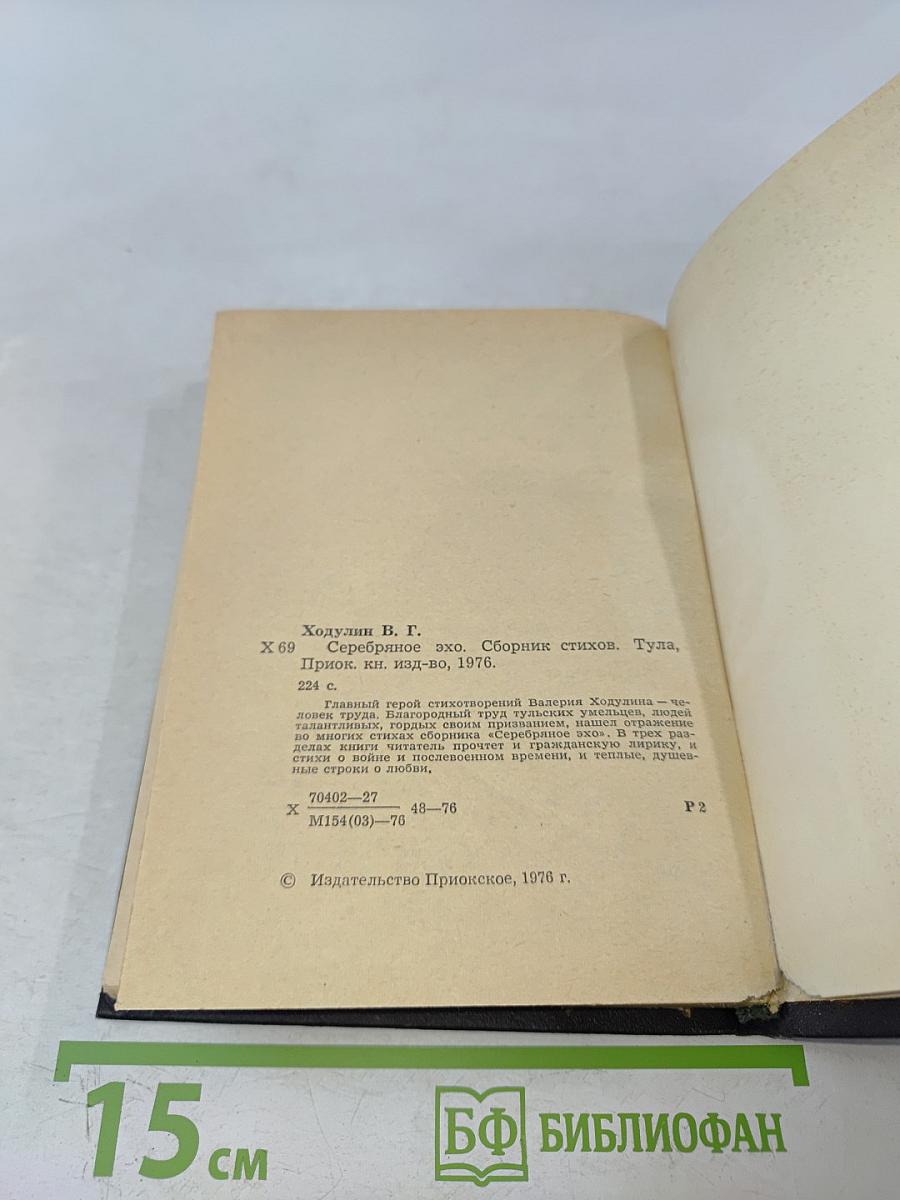 Ходулин В. Г.
Х 69 Серебряное эхо. Сборник стихов. Тула,
Приок. кн. изд-во, 1976.
224 с.
Главный герой стихотворений Валерия Ходулина — че-
ловек труда. Благородный труд тульских умельцев, людей
талантливых, гордых своим призванием, нашел отражение
во многих стихах сборника «Серебряное эхо». В трех раз-
делах книги читатель прочтет и гражданскую лирику, и
стихи о войне и послевоенном времени, и теплые, душев-
ные строки о любви.
Х 70402—27 48—76 Р 2
М154(03)—76
© Издательство Приокское, 1976 г.
15 см
БФ БИБЛИОФАН